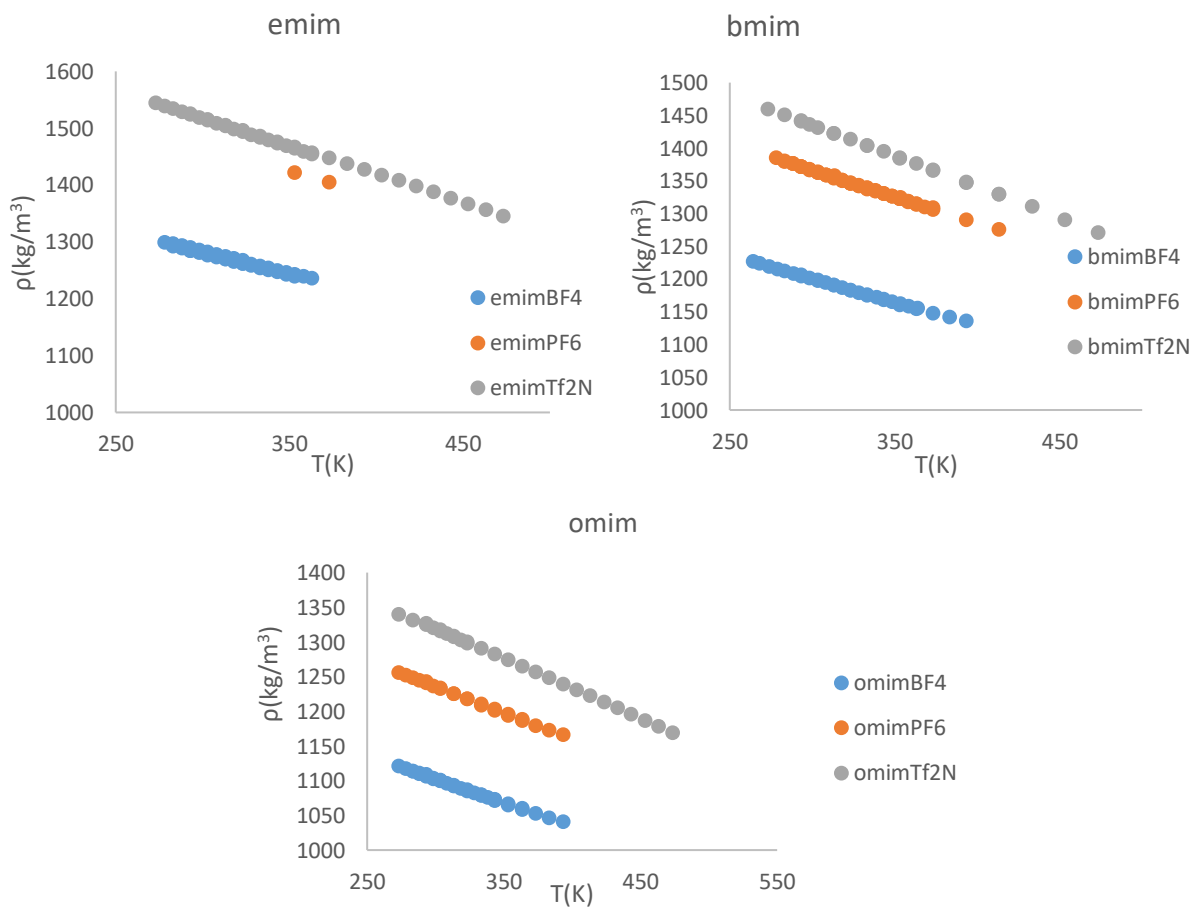 emim
1600
1500
1400
1300
1200
1100
1000
ρ(kg/m³)
250
350
450
T(K)
emimBF4
emimPF6
emimTf2N
bmim
1500
1450
1400
1350
1300
1250
1200
1150
1100
1050
1000
ρ(kg/m³)
250
350
450
T(K)
bmimBF4
bmimPF6
bmimTf2N
omim
1400
1350
1300
1250
1200
1150
1100
1050
1000
ρ(kg/m³)
250
350
450
550
T(K)
omimBF4
omimPF6
omimTf2N